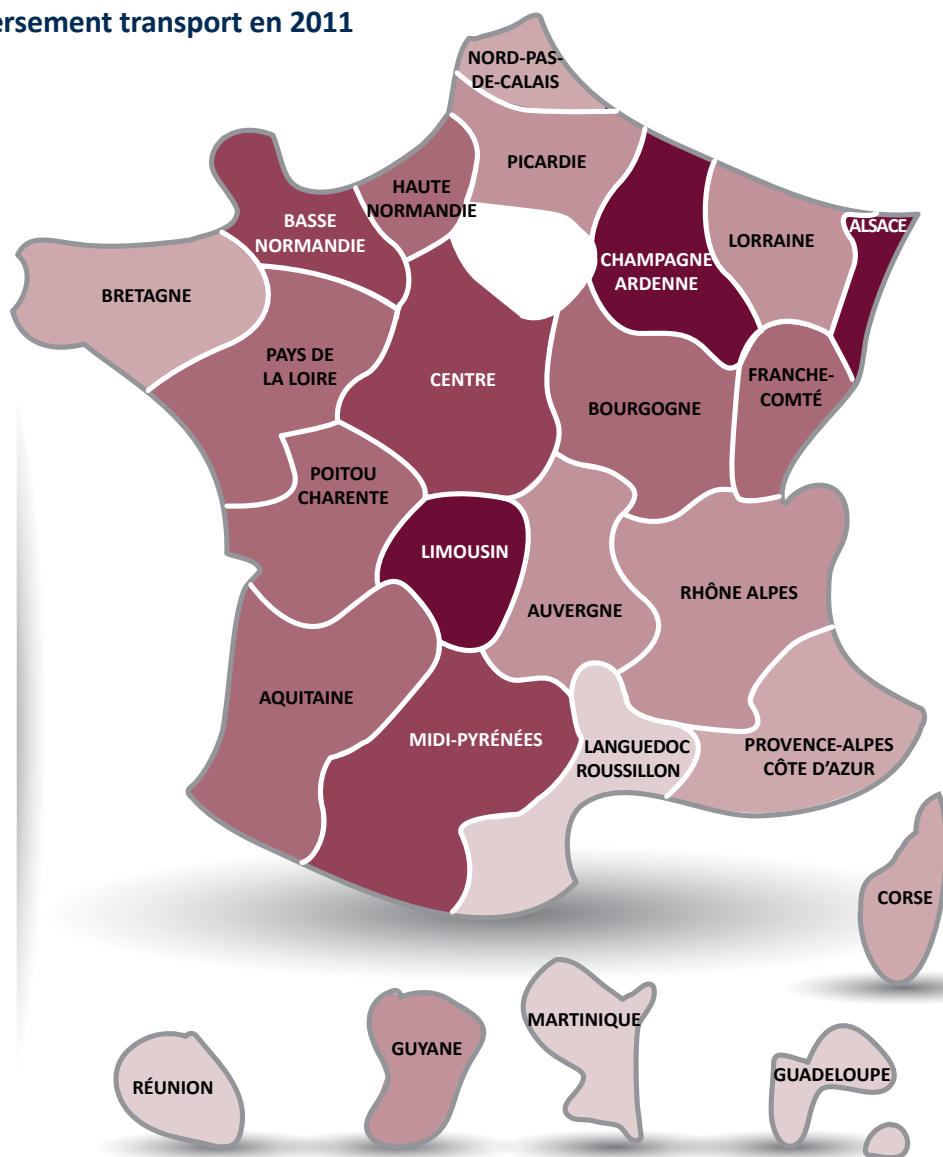 ersement transport en 2011
NORD-PAS-
DE-CALAIS
PICARDIE
HAUTE
NORMANDIE
BASSE
NORMANDIE
CHAMPAGNE
ARDENNE
LORRAINE
ALSACE
BRETAGNE
PAYS DE
LA LOIRE
CENTRE
BOURGOGNE
FRANCHE-
COMTÉ
POITOU
CHARENTE
LIMOUSIN
AUVERGNE
RHÔNE ALPES
AQUITAINE
MIDI-PYRÉNÉES
LANGUEDOC
ROUSSILLON
PROVENCE-ALPES
CÔTE D'AZUR
CORSE
MARTINIQUE
GUYANE
RÉUNION
GUADELOUPE